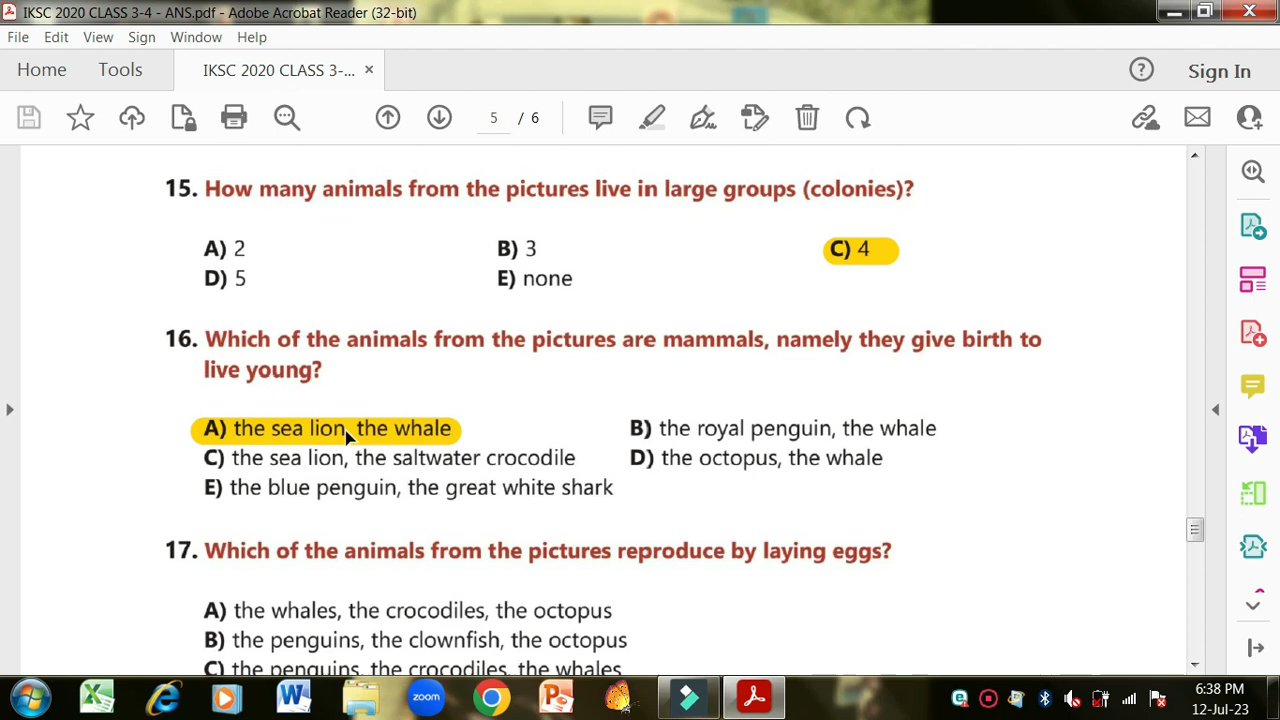 IKSC 2020 CLASS 3-4 - ANS.pdf - Adobe Acrobat Reader (32-bit)
File Edit View Sign Window Help
Home Tools IKSC 2020 CLASS 3-... × Sign In
5 / 6
15. How many animals from the pictures live in large groups (colonies)?
A) 2 B) 3 C) 4
D) 5 E) none
16. Which of the animals from the pictures are mammals, namely they give birth to
live young?
A) the sea lion, the whale B) the royal penguin, the whale
C) the sea lion, the saltwater crocodile D) the octopus, the whale
E) the blue penguin, the great white shark
17. Which of the animals from the pictures reproduce by laying eggs?
A) the whales, the crocodiles, the octopus
B) the penguins, the clownfish, the octopus
C) the penguins, the crocodiles, the whales
zoom
6:38 PM
12-Jul-23